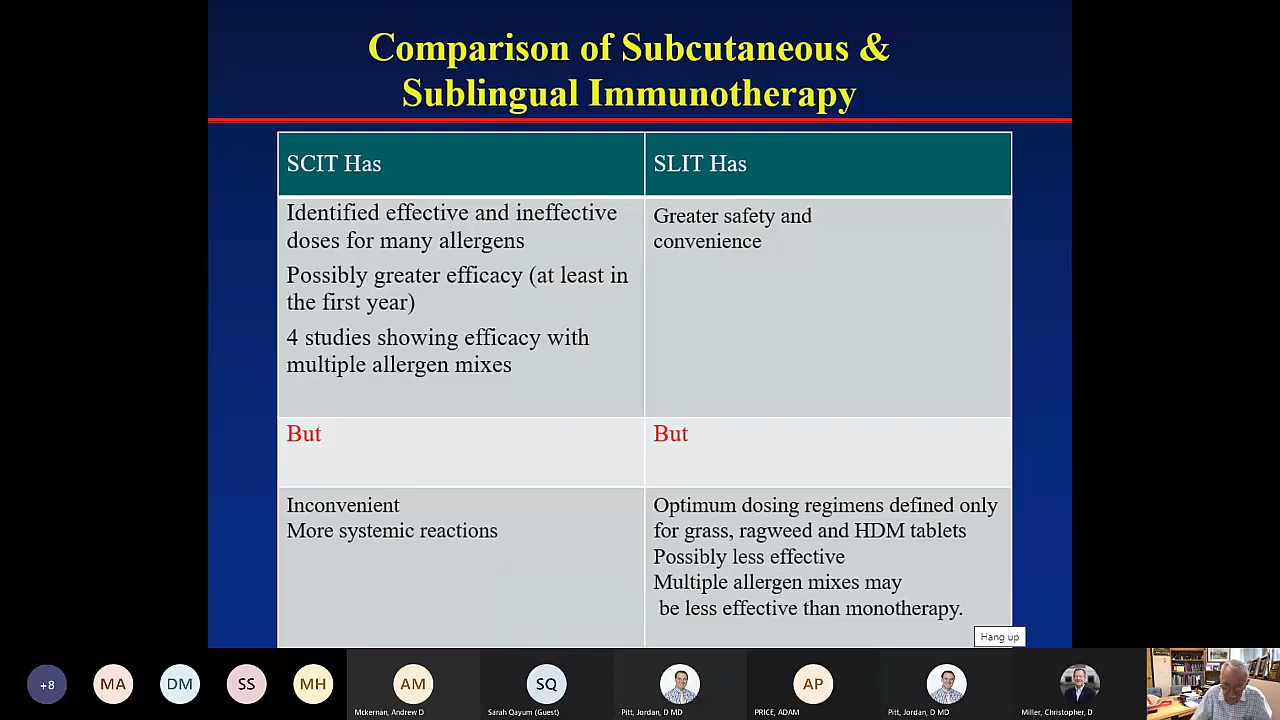 Comparison of Subcutaneous &
Sublingual Immunotherapy
SCIT Has
SLIT Has
Identified effective and ineffective
doses for many allergens
Possibly greater efficacy (at least in
the first year)
4 studies showing efficacy with
multiple allergen mixes
Greater safety and
convenience
But
But
Inconvenient
More systemic reactions
Optimum dosing regimens defined only
for grass, ragweed and HDM tablets
Possibly less effective
Multiple allergen mixes may
be less effective than monotherapy.
Hang up
+8
MA
DM
SS
MH
AM
Mckernan, Andrew D
SQ
Sarah Qayum (Guest)
Pitt, Jordan, D MD
AP
PRICE, ADAM
Pitt, Jordan, D MD
Miller, Christopher, D